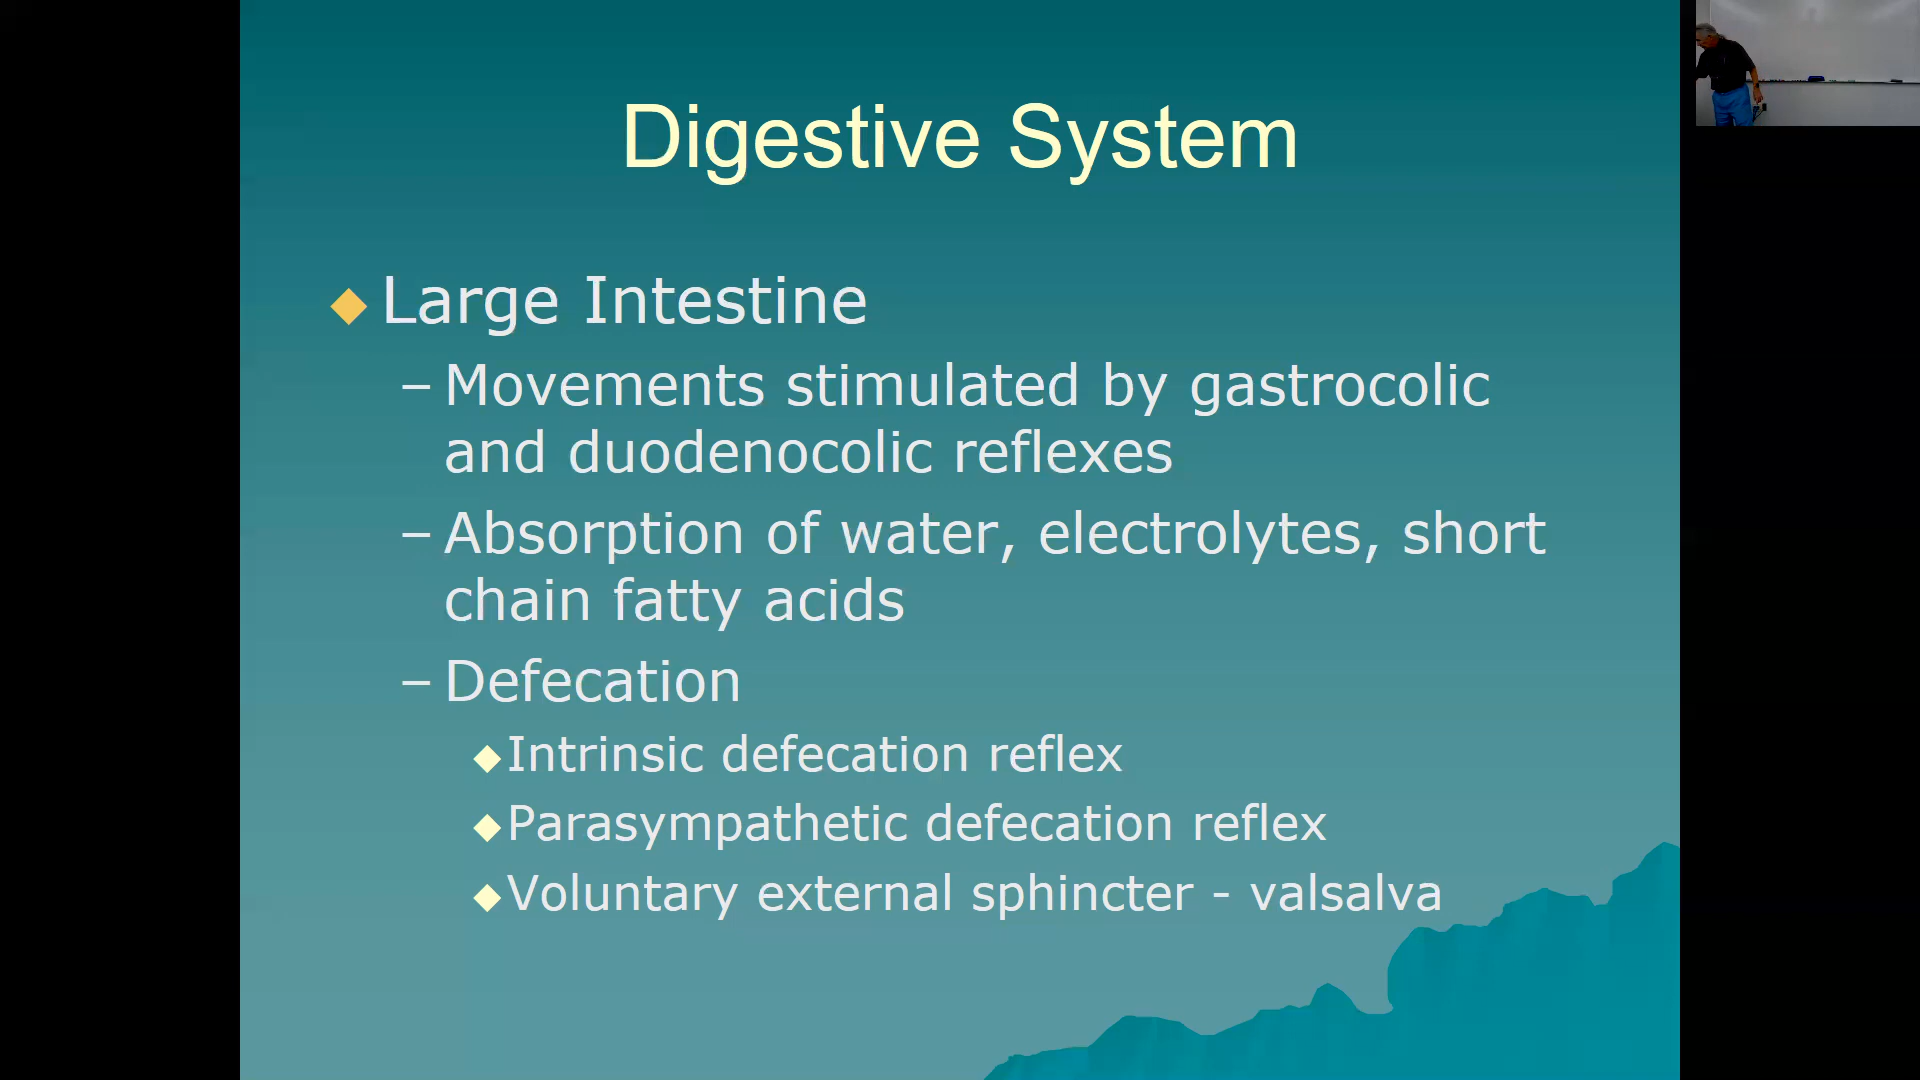 Digestive System
Large Intestine
– Movements stimulated by gastrocolic
and duodenocolic reflexes
– Absorption of water, electrolytes, short
chain fatty acids
– Defecation
Intrinsic defecation reflex
Parasympathetic defecation reflex
Voluntary external sphincter - valsalva